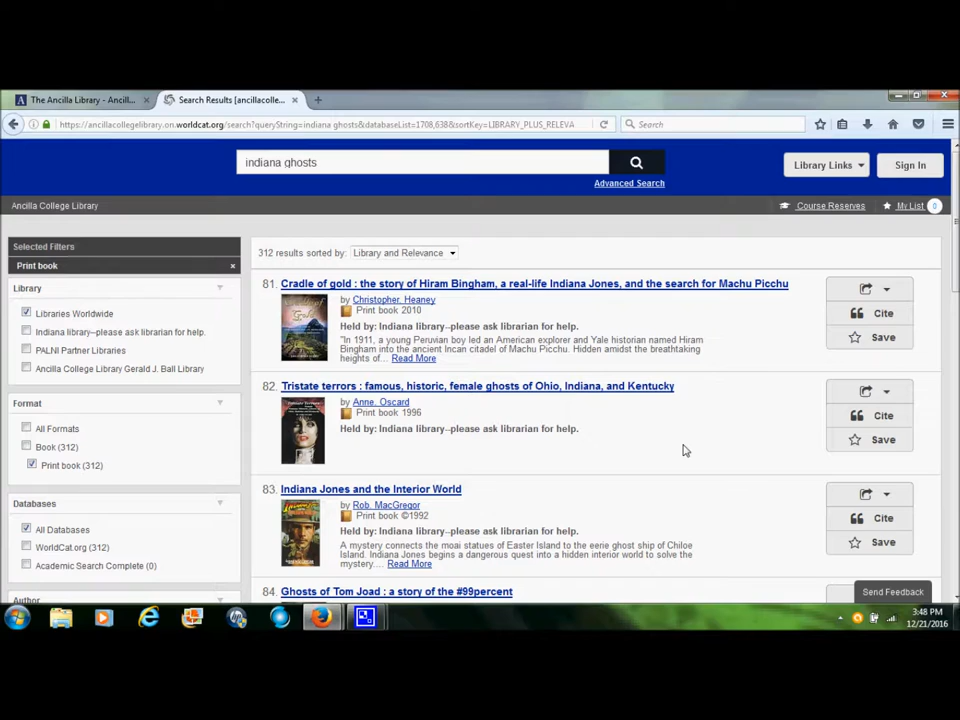 The Ancilla Library - Ancill...
Search Results [ancillacolle...
https://ancillacollegelibrary.on.worldcat.org/search?queryString=indiana ghosts&databaseList=1708,638&sortKey=LIBRARY_PLUS_RELEVA
Search
indiana ghosts
Library Links
Sign In
Advanced Search
Ancilla College Library
Course Reserves
My List 0
Selected Filters
Print book x
Library
Libraries Worldwide
Indiana library--please ask librarian for help.
PALNI Partner Libraries
Ancilla College Library Gerald J. Ball Library
Format
All Formats
Book (312)
Print book (312)
Databases
All Databases
WorldCat.org (312)
Academic Search Complete (0)
Author
312 results sorted by: Library and Relevance
81. Cradle of gold : the story of Hiram Bingham, a real-life Indiana Jones, and the search for Machu Picchu
by Christopher. Heaney
Print book 2010
Held by: Indiana library--please ask librarian for help.
"In 1911, a young Peruvian boy led an American explorer and Yale historian named Hiram
Bingham into the ancient Incan citadel of Machu Picchu. Hidden amidst the breathtaking
heights of... Read More
Cite
Save
82. Tristate terrors : famous, historic, female ghosts of Ohio, Indiana, and Kentucky
by Anne. Oscard
Print book 1996
Held by: Indiana library--please ask librarian for help.
Cite
Save
83. Indiana Jones and the Interior World
by Rob. MacGregor
Print book ©1992
Held by: Indiana library--please ask librarian for help.
A mystery connects the moai statues of Easter Island to the eerie ghost ship of Chiloe
Island. Indiana Jones begins a dangerous quest into a hidden interior world to solve the
mystery.... Read More
Cite
Save
84. Ghosts of Tom Joad : a story of the #99percent
Send Feedback
3:48 PM
12/21/2016